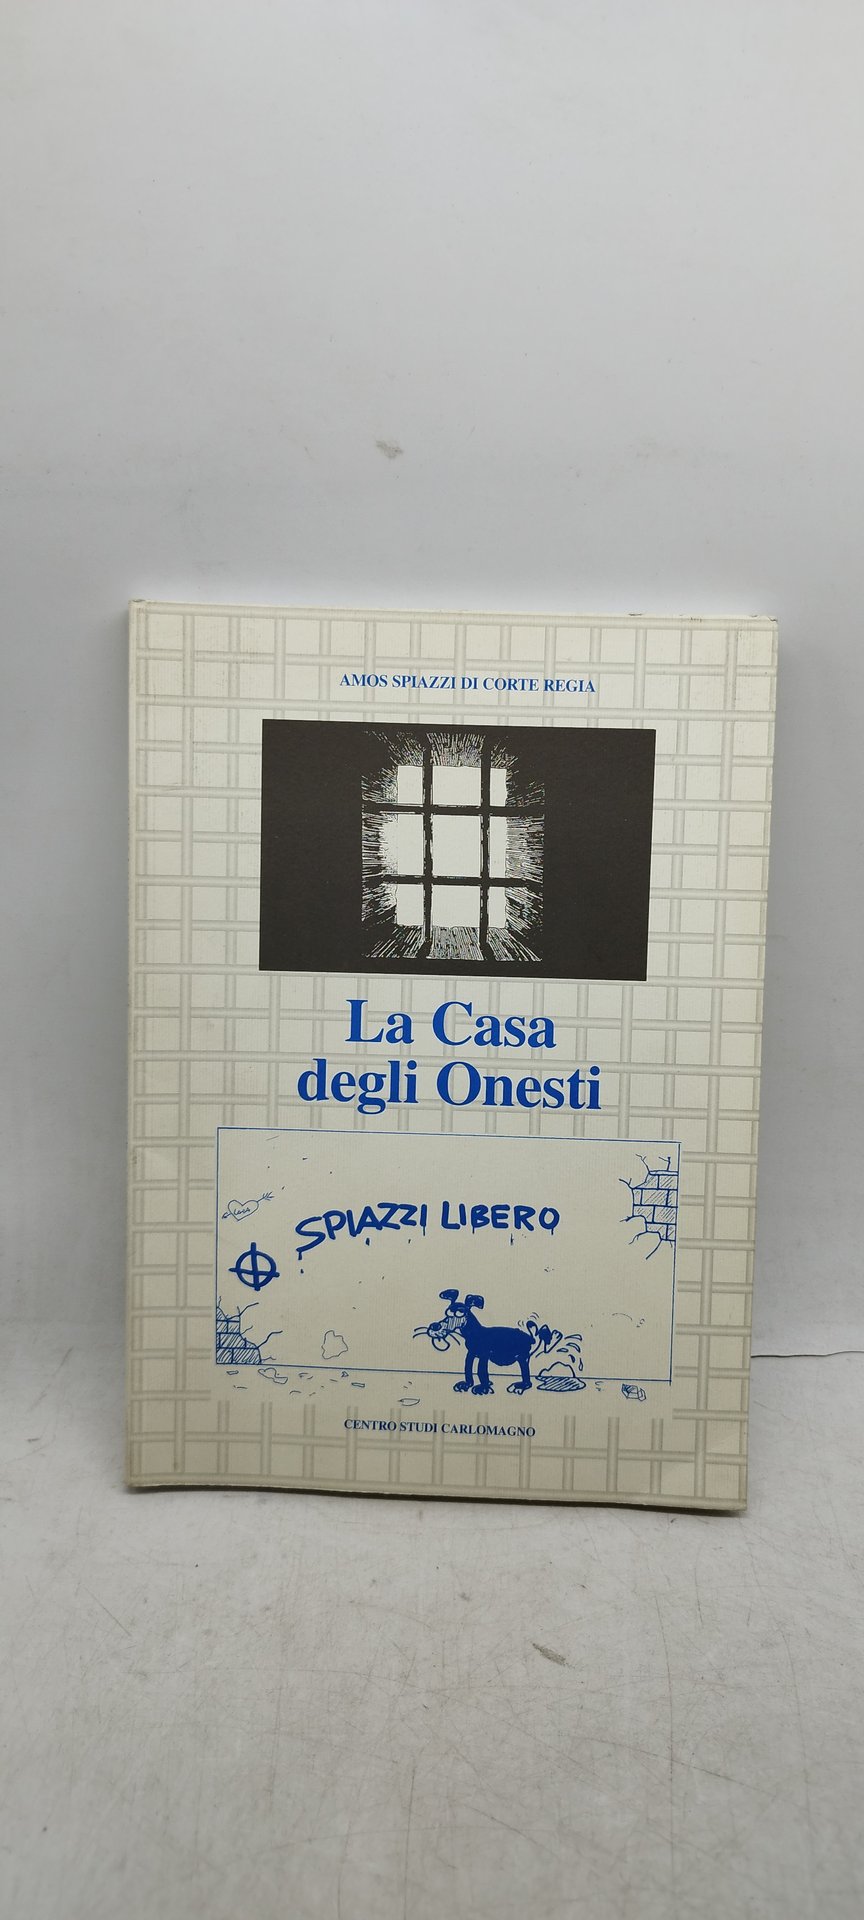 AMOS SPIAZZI DI CORTE REGIA
La Casa
degli Onesti
SPIAZZI LIBERO
CENTRO STUDI CARLOMAGNO